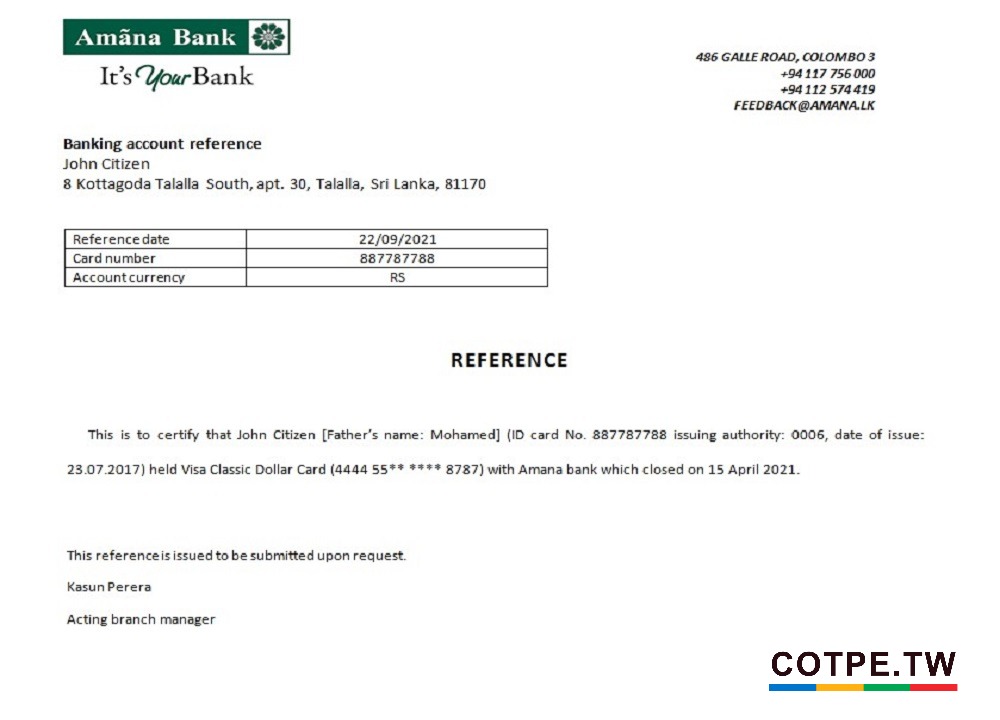 Amãna Bank
It's Your Bank
486 GALLE ROAD, COLOMBO 3
+94 117 756 000
+94 112 574 419
FEEDBACK@AMANA.LK
Banking account reference
John Citizen
8 Kottagoda Talalla South, apt. 30, Talalla, Sri Lanka, 81170
Reference date 22/09/2021
Card number 887787788
Account currency RS
REFERENCE
This is to certify that John Citizen [Father's name: Mohamed] (ID card No. 887787788 issuing authority: 0006, date of issue:
23.07.2017) held Visa Classic Dollar Card (4444 55** **** 8787) with Amana bank which closed on 15 April 2021.
This reference is issued to be submitted upon request.
Kasun Perera
Acting branch manager
COTPE.TW